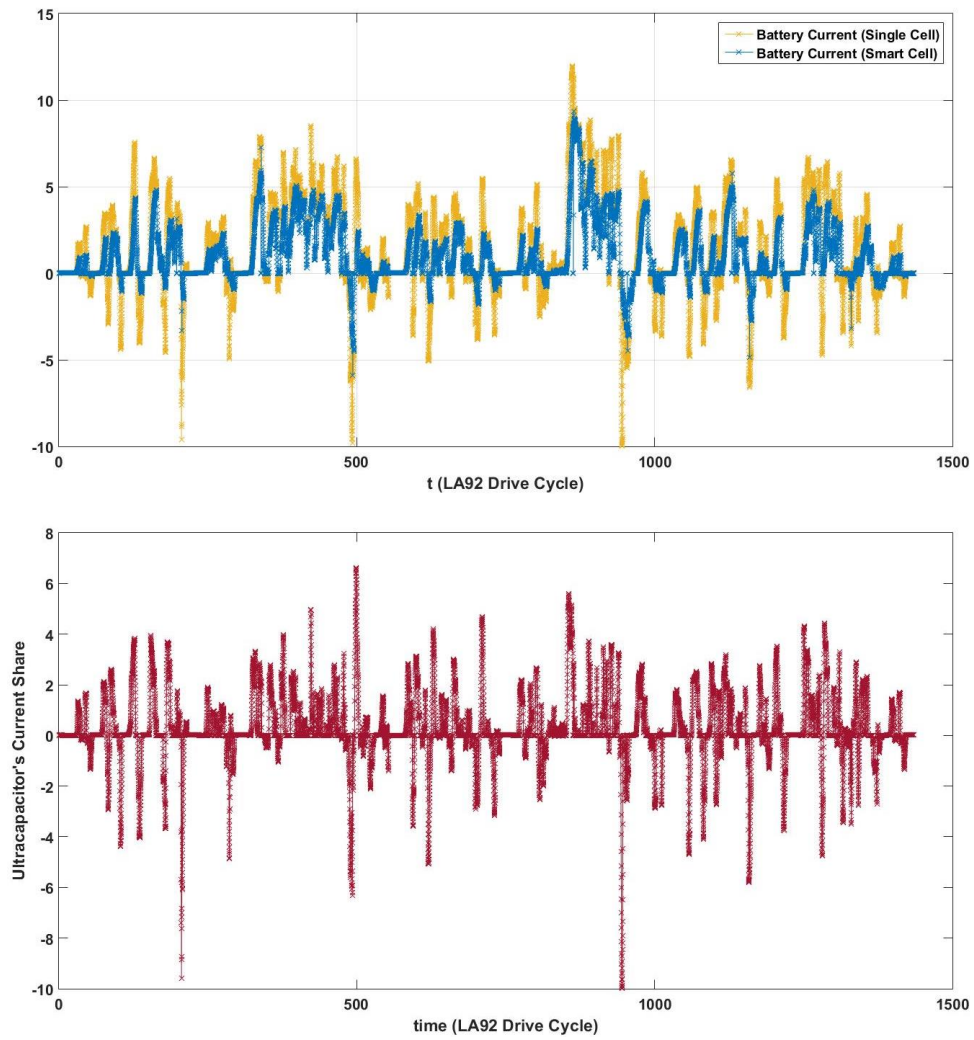 15
Battery Current (Single Cell)
Battery Current (Smart Cell)
10
5
0
-5
-10
0 500 1000 1500
t (LA92 Drive Cycle)
8
6
4
2
0
-2
-4
-6
-8
-10
Ultracapacitor's Current Share
0 500 1000 1500
time (LA92 Drive Cycle)